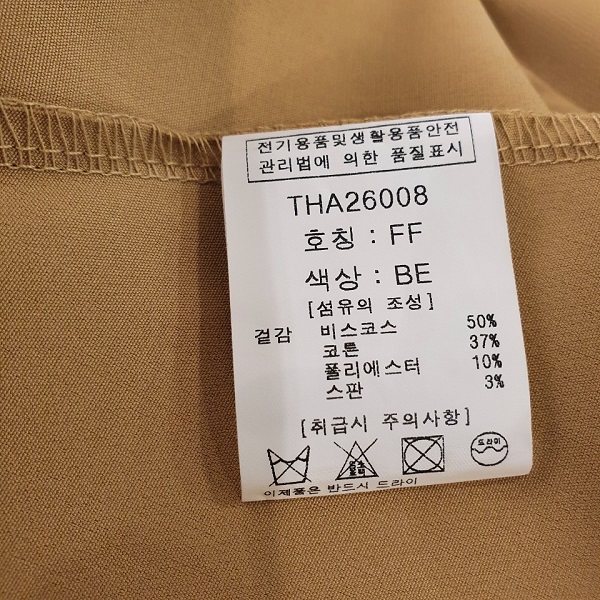 전기용품및생활용품안전
관리법에 의한 품질표시
THA26008
호칭 : FF
색상 : BE
[섬유의 조성]
겉감 비스코스 50%
코튼 37%
폴리에스터 10%
스판 3%
[취급시 주의사항]
드라이
이제품은 반드시 드라이